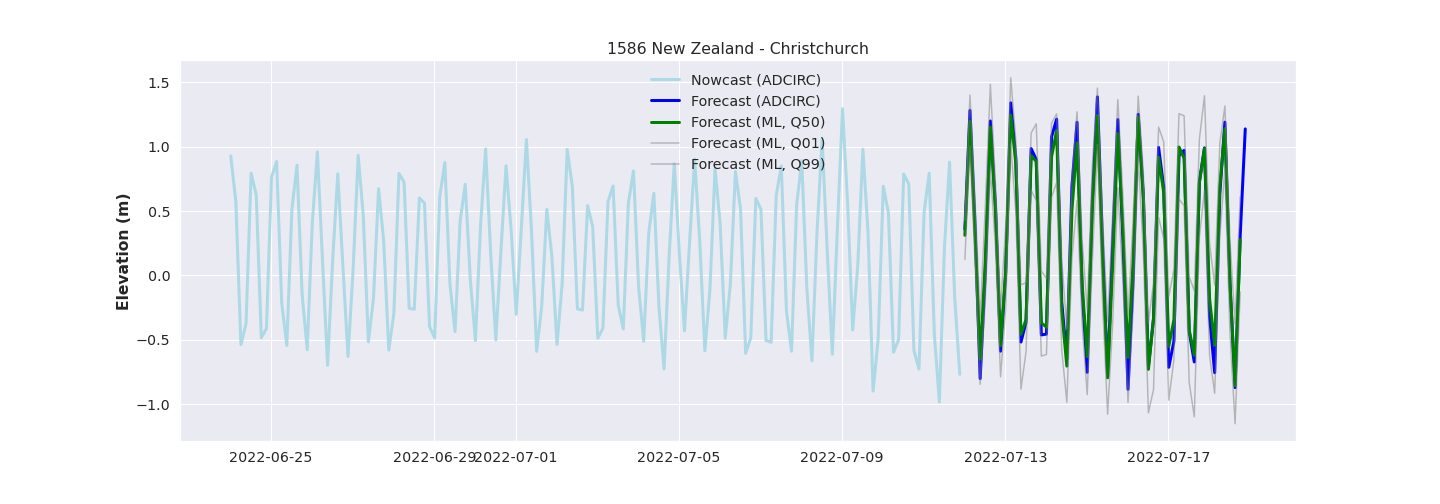 1586 New Zealand - Christchurch
Nowcast (ADCIRC)
Forecast (ADCIRC)
Forecast (ML, Q50)
Forecast (ML, Q01)
Forecast (ML, Q99)
Elevation (m)
1.5
1.0
0.5
0.0
−0.5
−1.0
2022-06-25 2022-06-29 2022-07-01 2022-07-05 2022-07-09 2022-07-13 2022-07-17